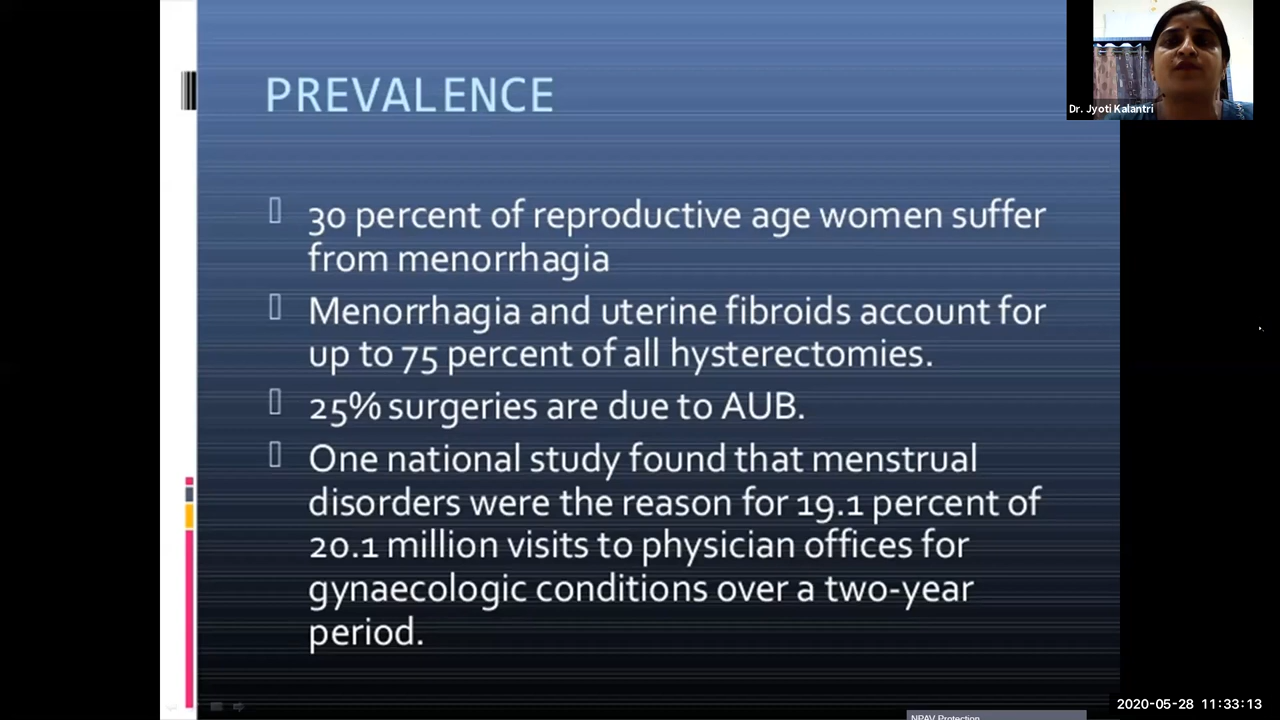 PREVALENCE
Dr. Jyoti Kalantri
30 percent of reproductive age women suffer
from menorrhagia
Menorrhagia and uterine fibroids account for
up to 75 percent of all hysterectomies.
25% surgeries are due to AUB.
One national study found that menstrual
disorders were the reason for 19.1 percent of
20.1 million visits to physician offices for
gynaecologic conditions over a two-year
period.
2020-05-28 11:33:13
NPAV Protection